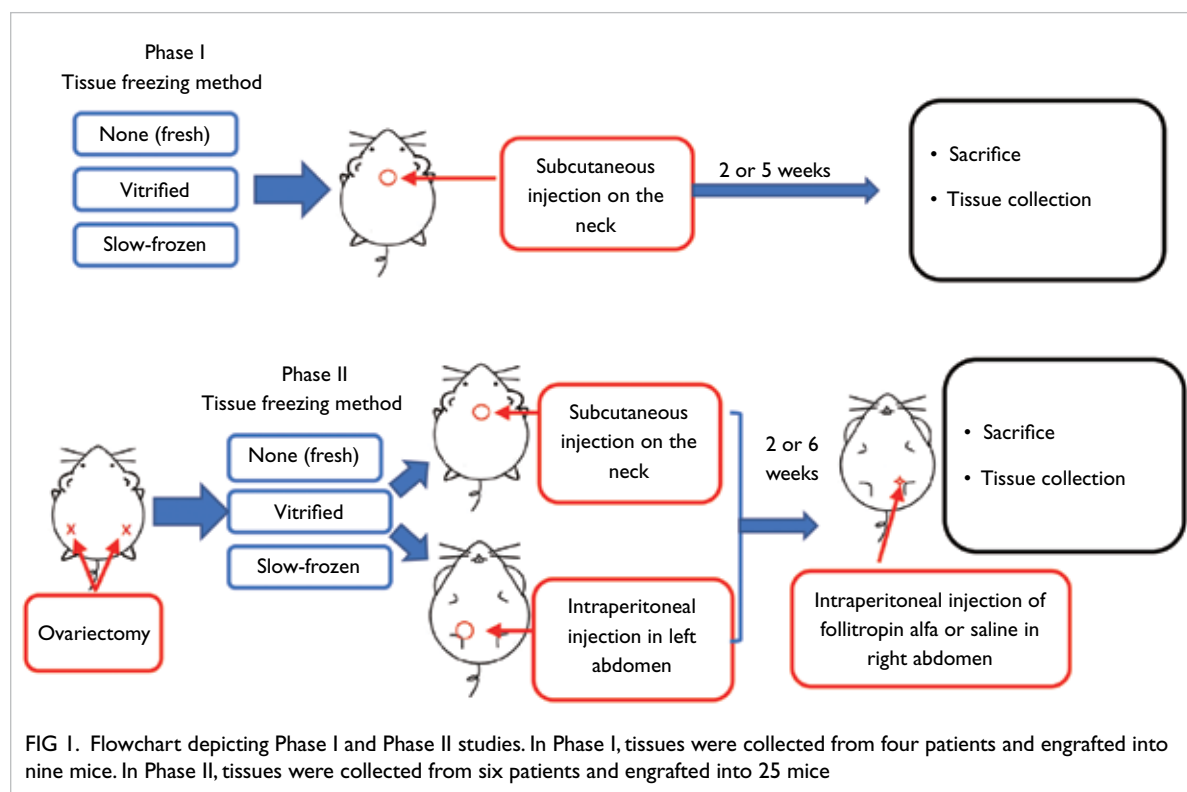 Phase I
Tissue freezing method
None (fresh)
Vitrified
Slow-frozen
Subcutaneous
injection on the
neck
2 or 5 weeks
• Sacrifice
• Tissue collection
Phase II
Tissue freezing method
None (fresh)
Vitrified
Slow-frozen
x
x
Ovariectomy
Subcutaneous
injection on the
neck
Intraperitoneal
injection in left
abdomen
2 or 6
weeks
Intraperitoneal injection of
follitropin alfa or saline in
right abdomen
• Sacrifice
• Tissue collection
FIG 1. Flowchart depicting Phase I and Phase II studies. In Phase I, tissues were collected from four patients and engrafted into
nine mice. In Phase II, tissues were collected from six patients and engrafted into 25 mice